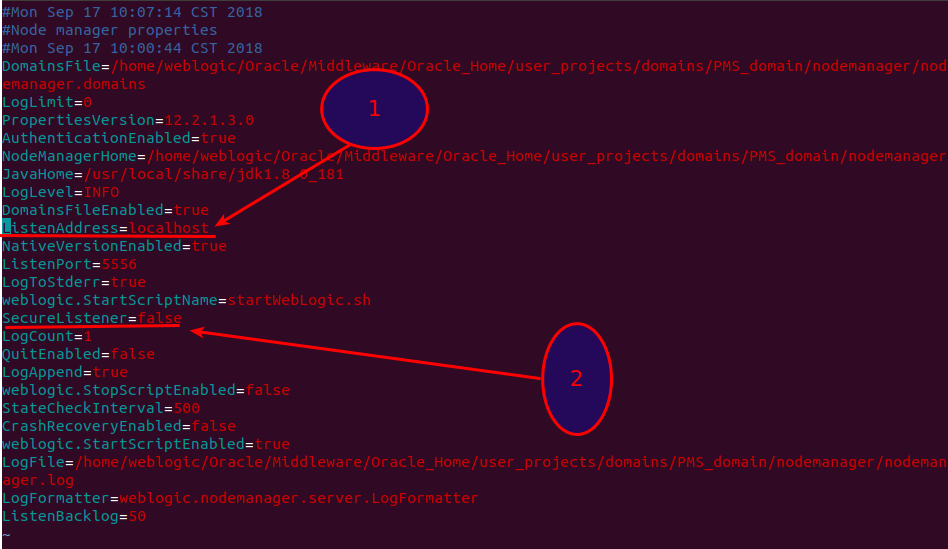 #Mon Sep 17 10:07:14 CST 2018
#Node manager properties
#Mon Sep 17 10:00:44 CST 2018
DomainsFile=/home/weblogic/Oracle/Middleware/Oracle_Home/user_projects/domains/PMS_domain/nodemanager/nod
emanager.domains
LogLimit=0
PropertiesVersion=12.2.1.3.0
AuthenticationEnabled=true
NodeManagerHome=/home/weblogic/Oracle/Middleware/Oracle_Home/user_projects/domains/PMS_domain/nodemanager
JavaHome=/usr/local/share/jdk1.8.0_181
LogLevel=INFO
DomainsFileEnabled=true
ListenAddress=localhost
NativeVersionEnabled=true
ListenPort=5556
LogToStderr=true
weblogic.StartScriptName=startWebLogic.sh
SecureListener=false
LogCount=1
QuitEnabled=false
LogAppend=true
weblogic.StopScriptEnabled=false
StateCheckInterval=500
CrashRecoveryEnabled=false
weblogic.StartScriptEnabled=true
LogFile=/home/weblogic/Oracle/Middleware/Oracle_Home/user_projects/domains/PMS_domain/nodemanager/nodeman
ager.log
LogFormatter=weblogic.nodemanager.server.LogFormatter
ListenBacklog=50
~
1
2